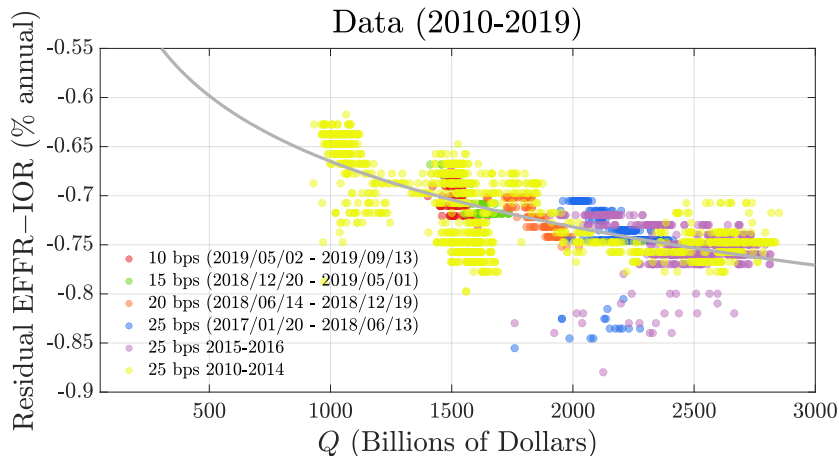 Data (2010-2019)
Residual EFFR−IOR (% annual)
-0.55
-0.6
-0.65
-0.7
-0.75
-0.8
-0.85
-0.9
10 bps (2019/05/02 - 2019/09/13)
15 bps (2018/12/20 - 2019/05/01)
20 bps (2018/06/14 - 2018/12/19)
25 bps (2017/01/20 - 2018/06/13)
25 bps 2015-2016
25 bps 2010-2014
500 1000 1500 2000 2500 3000
Q (Billions of Dollars)